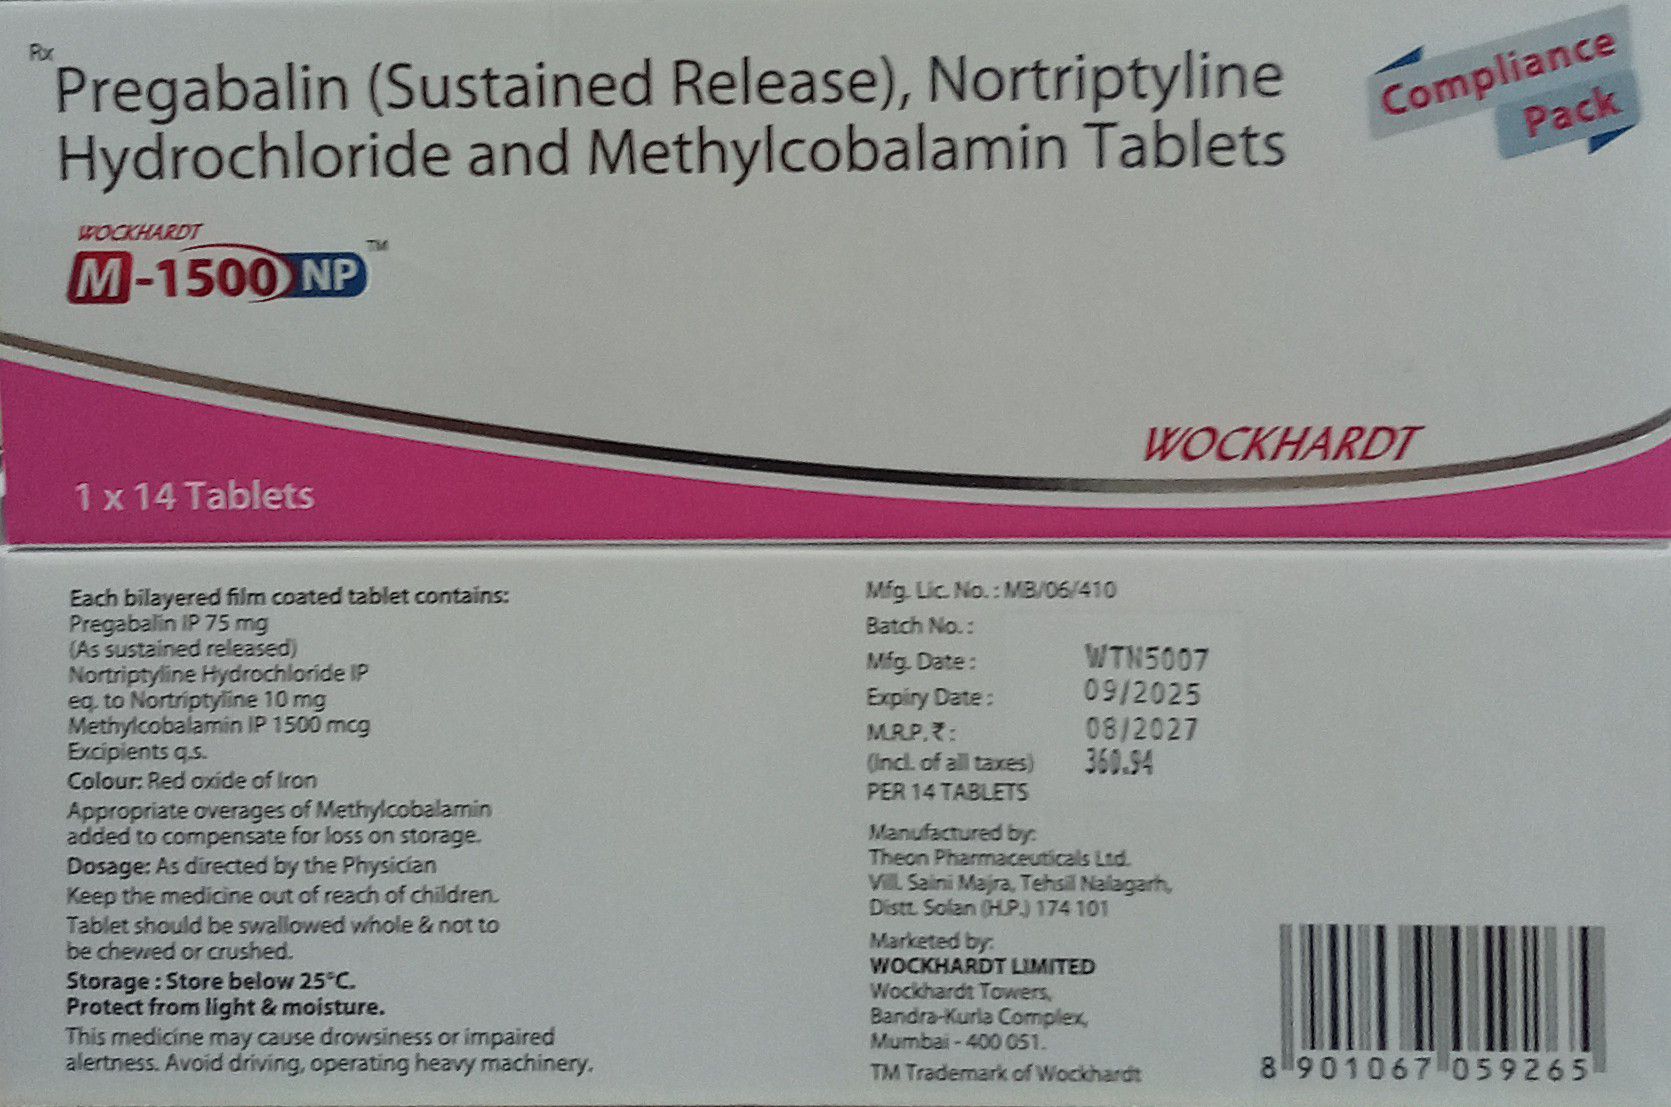 Rx
Pregabalin (Sustained Release), Nortriptyline
Hydrochloride and Methylcobalamin Tablets
Compliance
Pack
WOCKHARDT
M-1500 NP™
WOCKHARDT
1 x 14 Tablets
Each bilayered film coated tablet contains:
Pregabalin IP 75 mg
(As sustained released)
Nortriptyline Hydrochloride IP
eq. to Nortriptyline 10 mg
Methylcobalamin IP 1500 mcg
Excipients q.s.
Colour: Red oxide of Iron
Appropriate overages of Methylcobalamin
added to compensate for loss on storage.
Dosage: As directed by the Physician
Keep the medicine out of reach of children.
Tablet should be swallowed whole & not to
be chewed or crushed.
Storage : Store below 25°C.
Protect from light & moisture.
This medicine may cause drowsiness or impaired
alertness. Avoid driving, operating heavy machinery.
Mfg. Lic. No. : MB/06/410
Batch No. :
Mfg. Date : WTN5007
Expiry Date : 09/2025
M.R.P. ₹ : 08/2027
(Incl. of all taxes) 360.94
PER 14 TABLETS
Manufactured by:
Theon Pharmaceuticals Ltd.
Vill. Saini Majra, Tehsil Nalagarh,
Distt. Solan (H.P.) 174 101
Marketed by:
WOCKHARDT LIMITED
Wockhardt Towers,
Bandra-Kurla Complex,
Mumbai - 400 051.
TM Trademark of Wockhardt
8 901067 059265